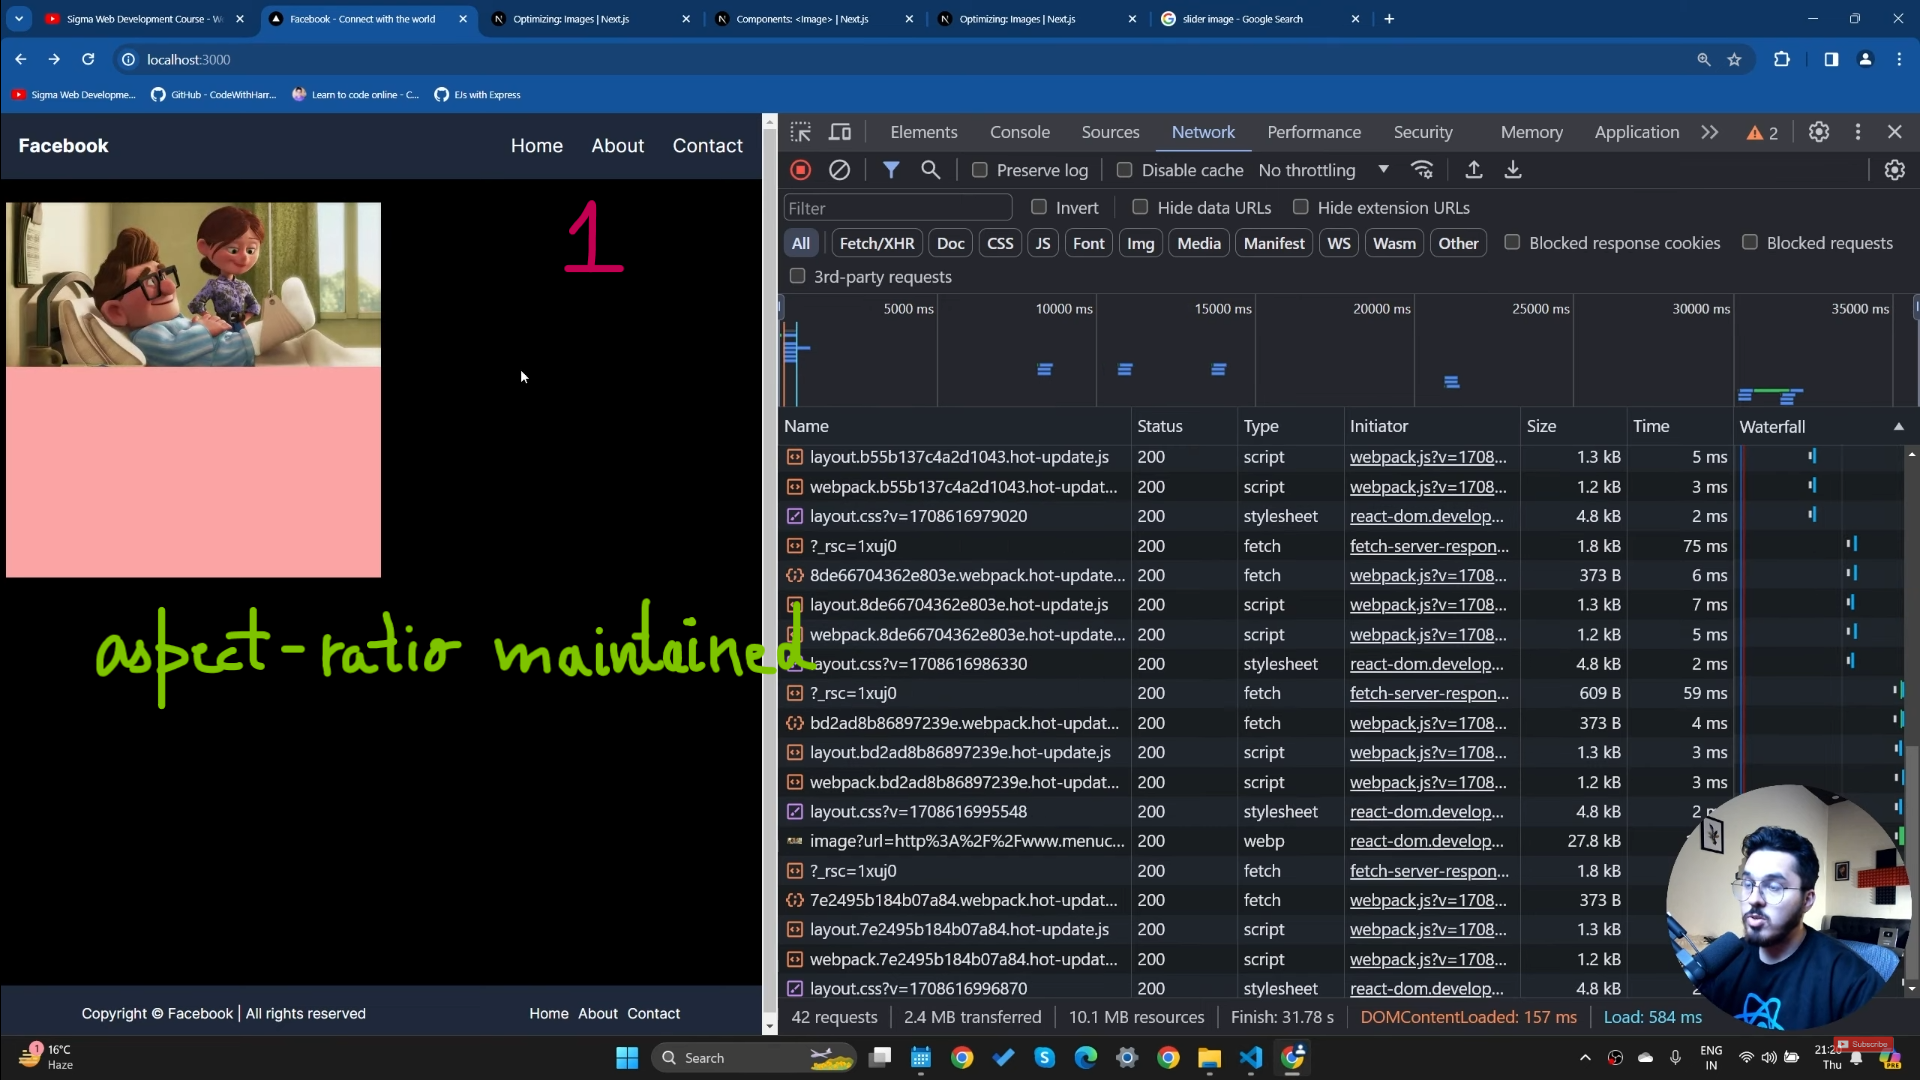 Sigma Web Development Course - W
Facebook - Connect with the world
Optimizing: Images | Next.js
Components: <Image> | Next.js
Optimizing: Images | Next.js
slider image - Google Search
localhost:3000
Sigma Web Developme...
GitHub - CodeWithHarr...
Learn to code online - C...
EJs with Express
Facebook
Home
About
Contact
1
aspect-ratio maintained
Copyright © Facebook | All rights reserved
Home About Contact
Elements
Console
Sources
Network
Performance
Security
Memory
Application
2
Preserve log
Disable cache
No throttling
Filter
Invert
Hide data URLs
Hide extension URLs
All
Fetch/XHR
Doc
CSS
JS
Font
Img
Media
Manifest
WS
Wasm
Other
Blocked response cookies
Blocked requests
3rd-party requests
5000 ms
10000 ms
15000 ms
20000 ms
25000 ms
30000 ms
35000 ms
Name Status Type Initiator Size Time Waterfall
layout.b55b137c4a2d1043.hot-update.js 200 script webpack.js?v=1708... 1.3 kB 5 ms
webpack.b55b137c4a2d1043.hot-updat... 200 script webpack.js?v=1708... 1.2 kB 3 ms
layout.css?v=1708616979020 200 stylesheet react-dom.develop... 4.8 kB 2 ms
?_rsc=1xuj0 200 fetch fetch-server-respon... 1.8 kB 75 ms
8de66704362e803e.webpack.hot-update... 200 fetch webpack.js?v=1708... 373 B 6 ms
layout.8de66704362e803e.hot-update.js 200 script webpack.js?v=1708... 1.3 kB 7 ms
webpack.8de66704362e803e.hot-update... 200 script webpack.js?v=1708... 1.2 kB 5 ms
layout.css?v=1708616986330 200 stylesheet react-dom.develop... 4.8 kB 2 ms
?_rsc=1xuj0 200 fetch fetch-server-respon... 609 B 59 ms
bd2ad8b86897239e.webpack.hot-updat... 200 fetch webpack.js?v=1708... 373 B 4 ms
layout.bd2ad8b86897239e.hot-update.js 200 script webpack.js?v=1708... 1.3 kB 3 ms
webpack.bd2ad8b86897239e.hot-updat... 200 script webpack.js?v=1708... 1.2 kB 3 ms
layout.css?v=1708616995548 200 stylesheet react-dom.develop... 4.8 kB 2
image?url=http%3A%2F%2Fwww.menuc... 200 webp react-dom.develop... 27.8 kB
?_rsc=1xuj0 200 fetch fetch-server-respon... 1.8 kB
7e2495b184b07a84.webpack.hot-updat... 200 fetch webpack.js?v=1708... 373 B
layout.7e2495b184b07a84.hot-update.js 200 script webpack.js?v=1708... 1.3 kB
webpack.7e2495b184b07a84.hot-updat... 200 script webpack.js?v=1708... 1.2 kB
layout.css?v=1708616996870 200 stylesheet react-dom.develop... 4.8 kB
42 requests
2.4 MB transferred
10.1 MB resources
Finish: 31.78 s
DOMContentLoaded: 157 ms
Load: 584 ms
1
16°C
Haze
Search
ENG
IN
Thu
Subscribe
PRE